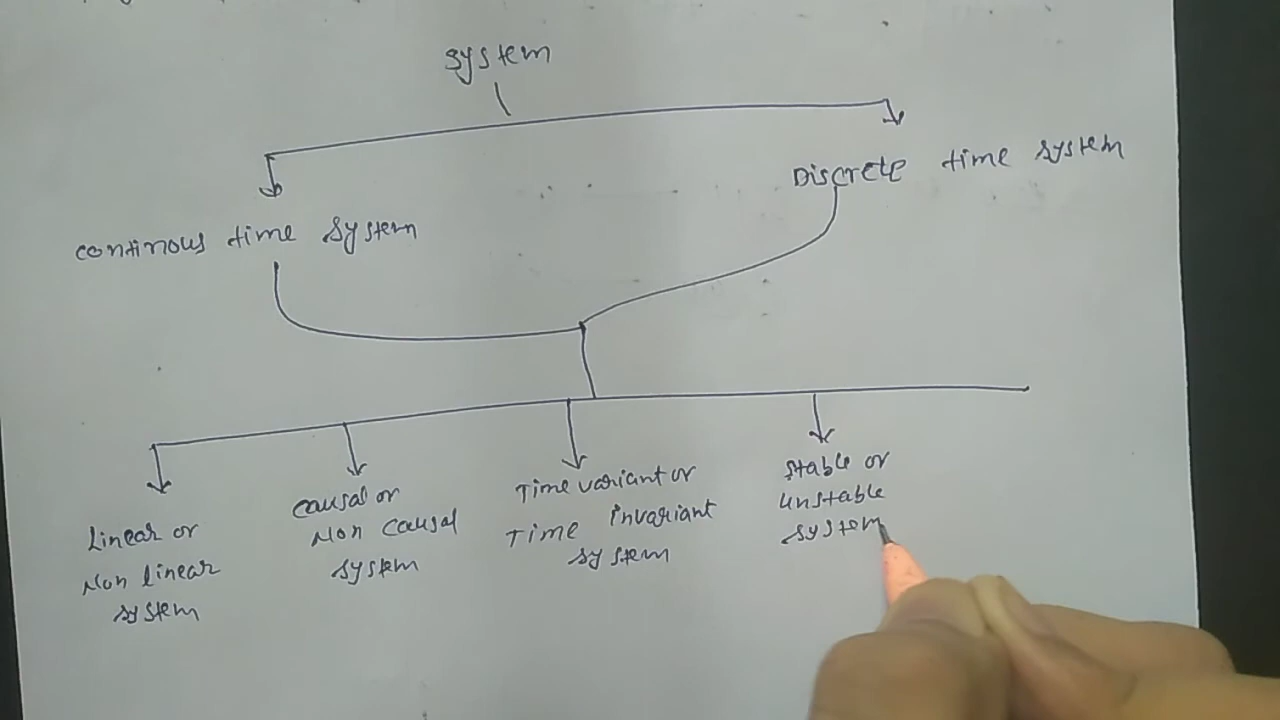 system
Discrete time system
continous time system
Linear or
Non linear
system
causal or
Non causal
system
Time variant or
Time invariant
system
stable or
unstable
system